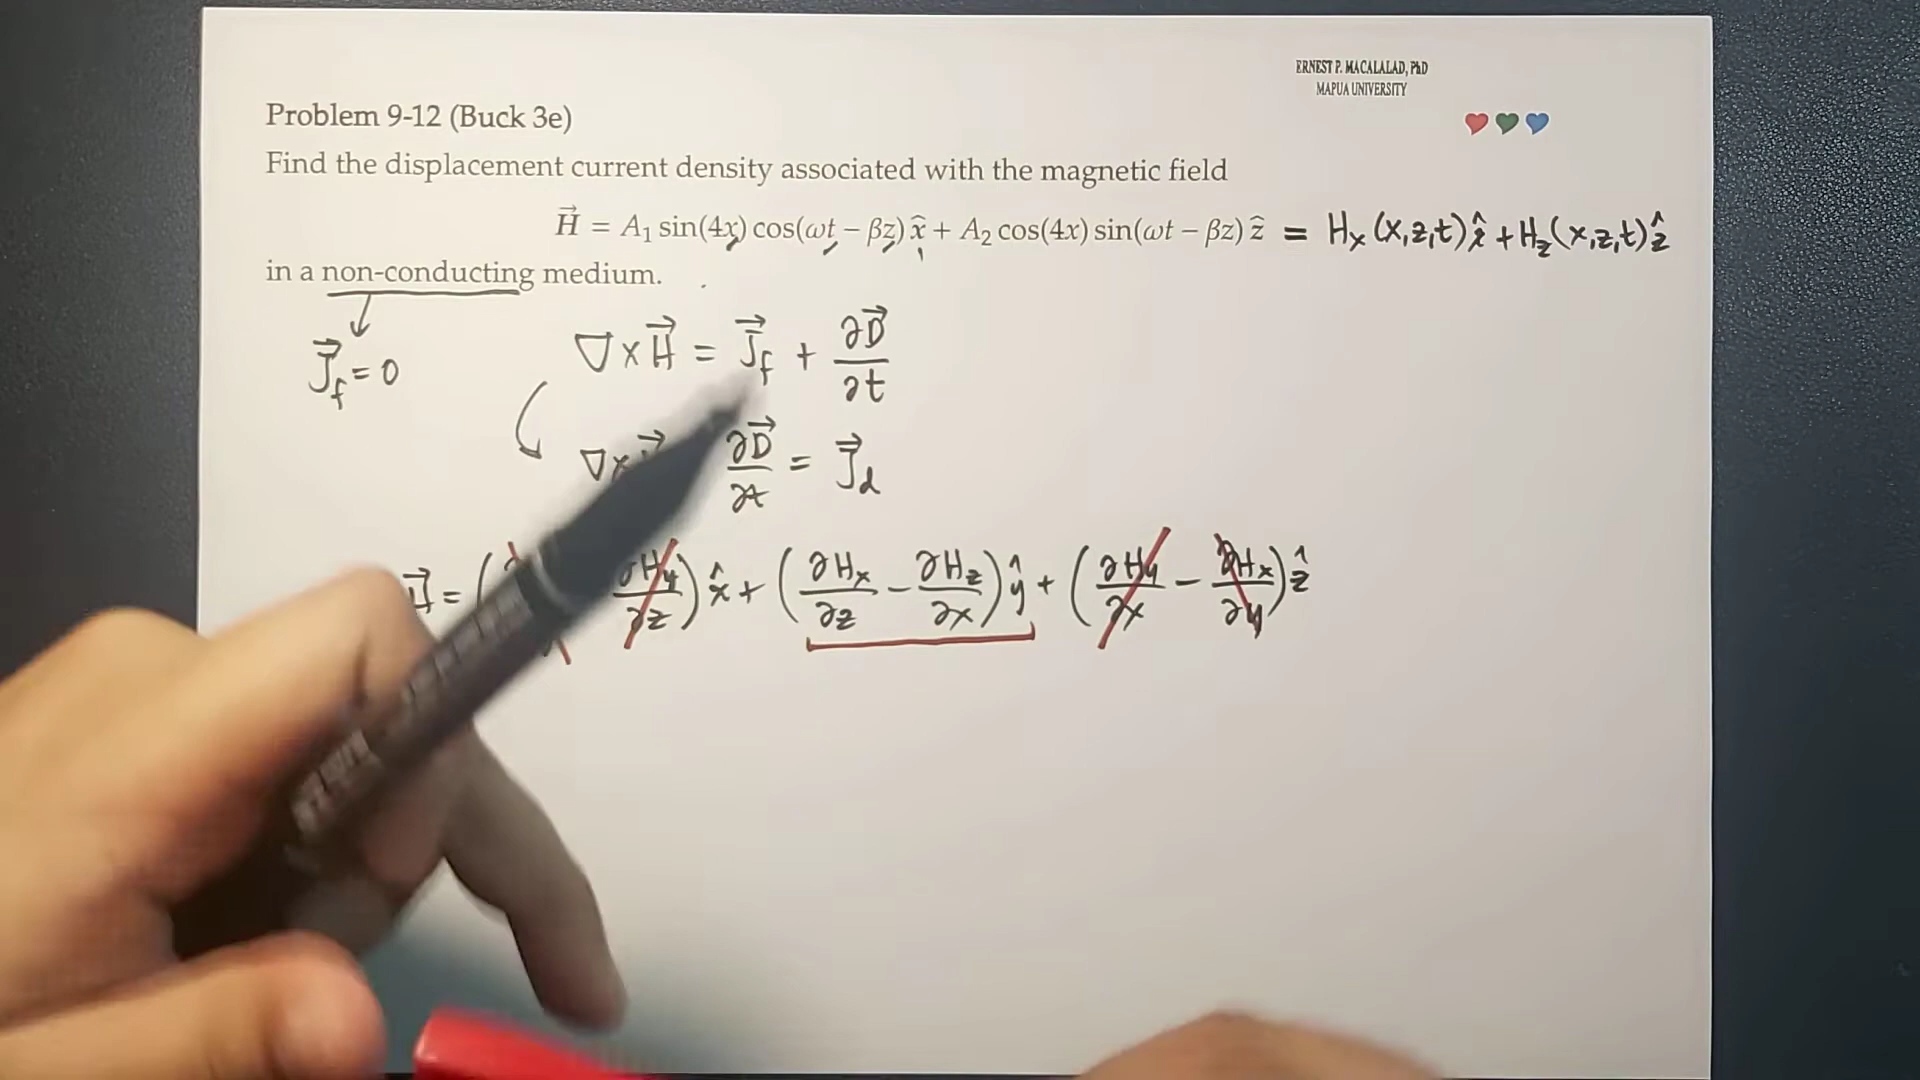 ERNEST P. MACALALAD, PhD
MAPUA UNIVERSITY
Problem 9-12 (Buck 3e)
Find the displacement current density associated with the magnetic field
H⃗ = A₁ sin(4x) cos(ωt − βz) x̂ + A₂ cos(4x) sin(ωt − βz) ẑ = Hₓ(x,z,t)x̂ + H_z(x,z,t)ẑ
in a non-conducting medium.
J⃗_f = 0
∇ × H⃗ = J⃗_f + ∂D⃗/∂t
∇ × ∂D⃗/∂t = J⃗_d
= ( ∂H_y/∂z) x̂ + (∂Hₓ/∂z − ∂H_z/∂x) ŷ + (∂H_y/∂x − ∂Hₓ/∂y) ẑ